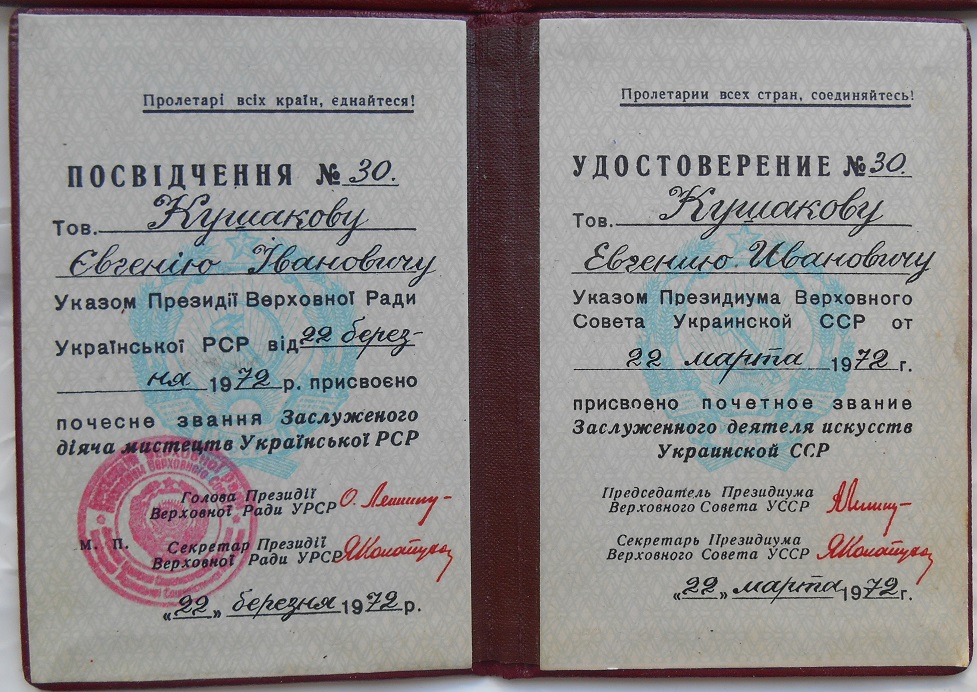 Пролетарі всіх країн, єднайтеся!
ПОСВІДЧЕННЯ № 30.
Тов. Кушакову
Євгенію Івановичу
Указом Президії Верховної Ради
Української РСР від 22 берез-
ня 1972 р. присвоєно
почесне звання Заслуженого
діяча мистецтв Української РСР
Голова Президії
Верховної Ради УРСР
М. П. Секретар Президії
Верховної Ради УРСР
«22» березня 1972 р.
Пролетарии всех стран, соединяйтесь!
УДОСТОВЕРЕНИЕ № 30.
Тов. Кушакову
Евгению Ивановичу
Указом Президиума Верховного
Совета Украинской ССР от
22 марта 1972 г.
присвоено почетное звание
Заслуженного деятеля искусств
Украинской ССР
Председатель Президиума
Верховного Совета УССР
Секретарь Президиума
Верховного Совета УССР
«22» марта 1972 г.